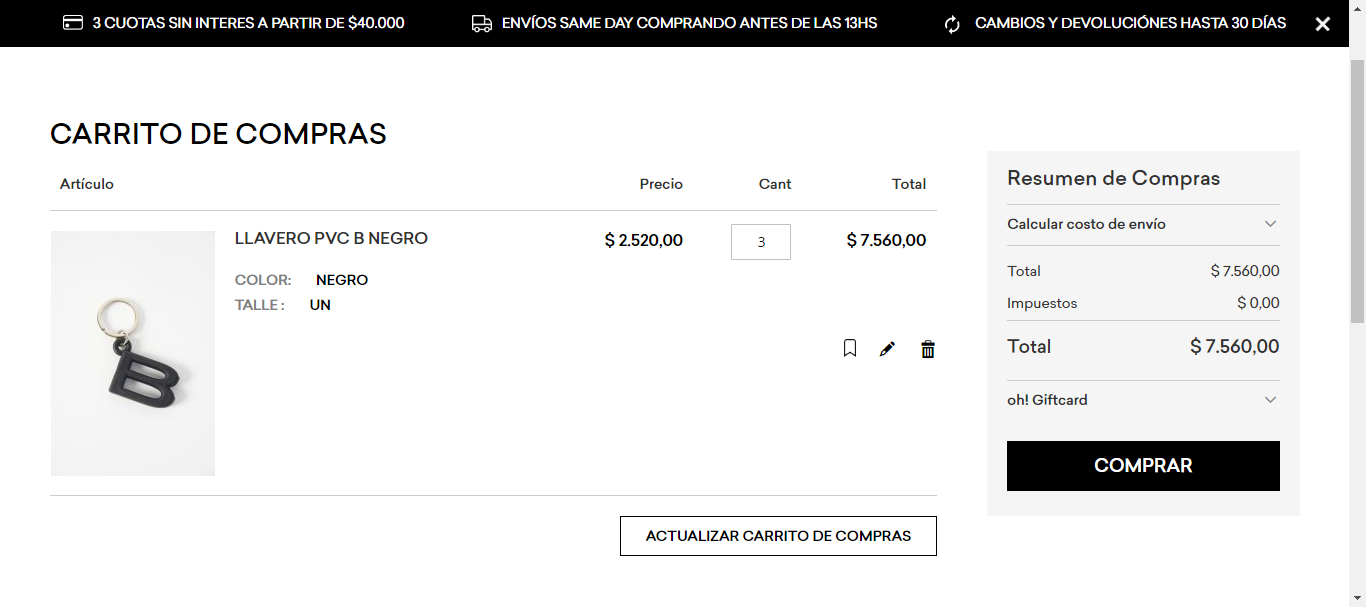 3 CUOTAS SIN INTERES A PARTIR DE $40.000
ENVÍOS SAME DAY COMPRANDO ANTES DE LAS 13HS
CAMBIOS Y DEVOLUCIÓNES HASTA 30 DÍAS
CARRITO DE COMPRAS
Artículo Precio Cant Total
LLAVERO PVC B NEGRO $ 2.520,00 3 $ 7.560,00
COLOR: NEGRO
TALLE : UN
B
ACTUALIZAR CARRITO DE COMPRAS
Resumen de Compras
Calcular costo de envío
Total $ 7.560,00
Impuestos $ 0,00
Total $ 7.560,00
oh! Giftcard
COMPRAR